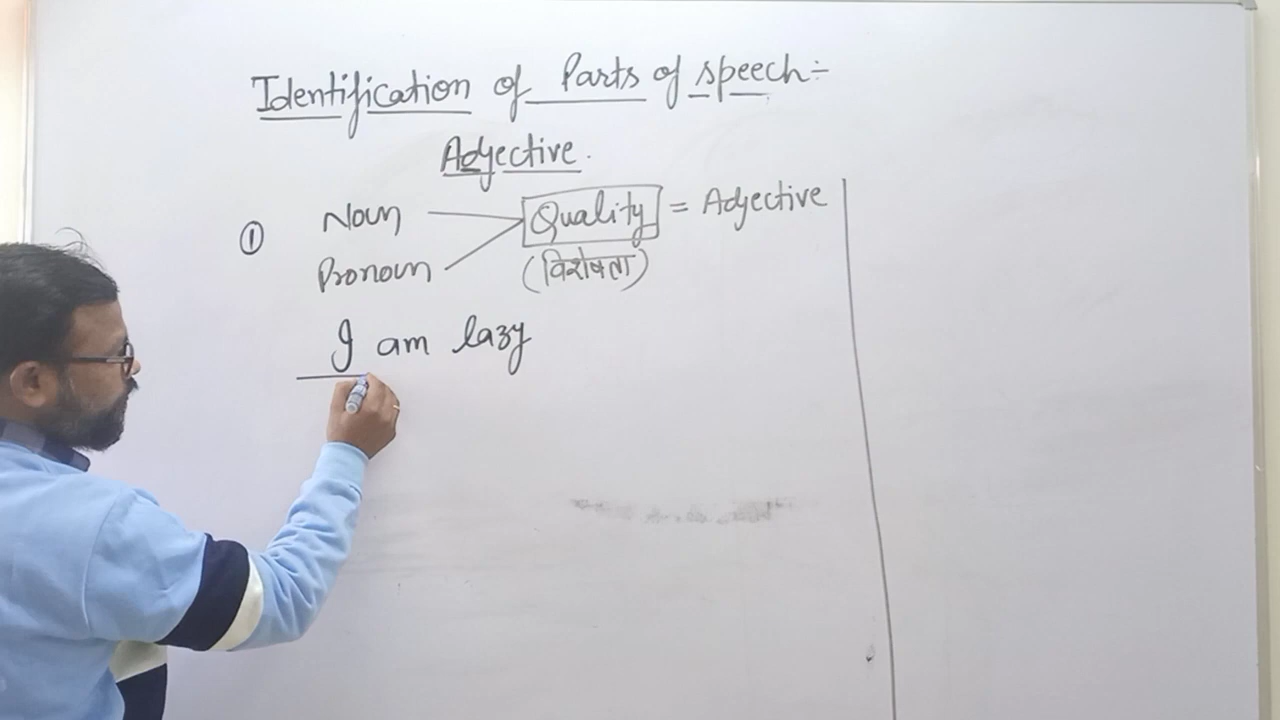 Identification of Parts of speech:-
Adjective.
① Noun Quality = Adjective
Pronoun (विशेषता)
I am lazy